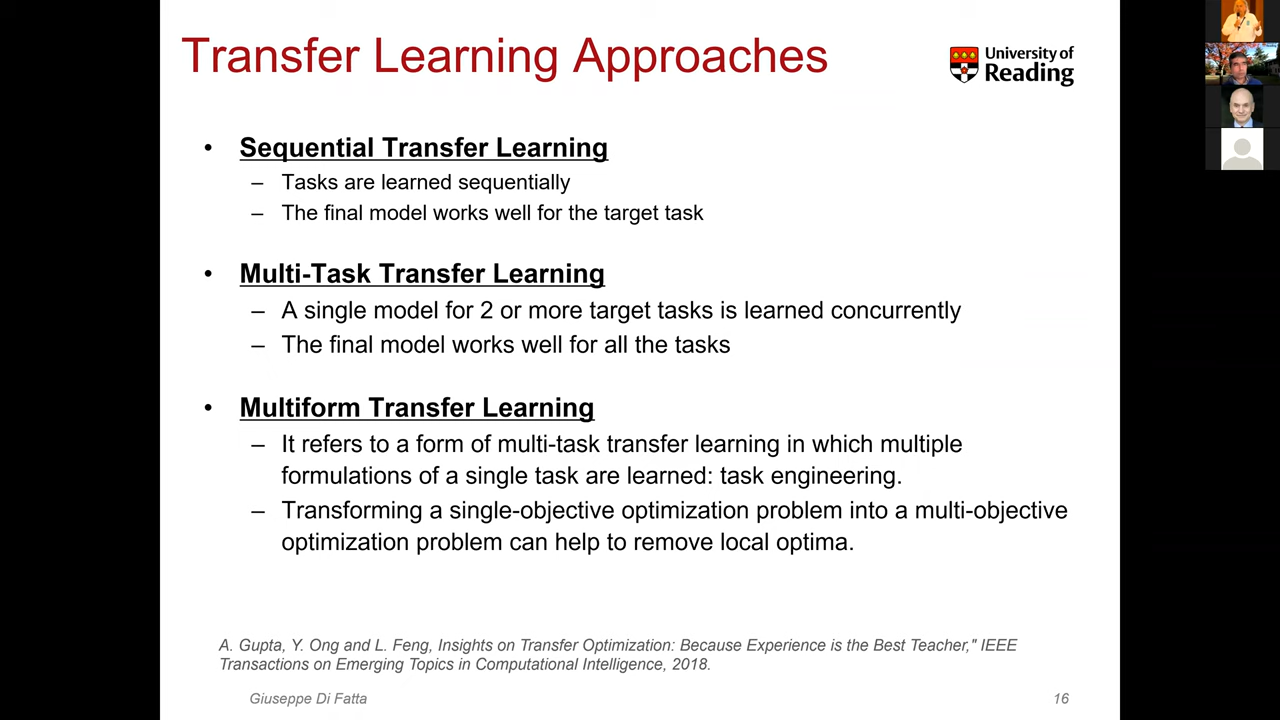 Transfer Learning Approaches
University of
Reading
• Sequential Transfer Learning
– Tasks are learned sequentially
– The final model works well for the target task
• Multi-Task Transfer Learning
– A single model for 2 or more target tasks is learned concurrently
– The final model works well for all the tasks
• Multiform Transfer Learning
– It refers to a form of multi-task transfer learning in which multiple
formulations of a single task are learned: task engineering.
– Transforming a single-objective optimization problem into a multi-objective
optimization problem can help to remove local optima.
A. Gupta, Y. Ong and L. Feng, Insights on Transfer Optimization: Because Experience is the Best Teacher," IEEE
Transactions on Emerging Topics in Computational Intelligence, 2018.
Giuseppe Di Fatta
16